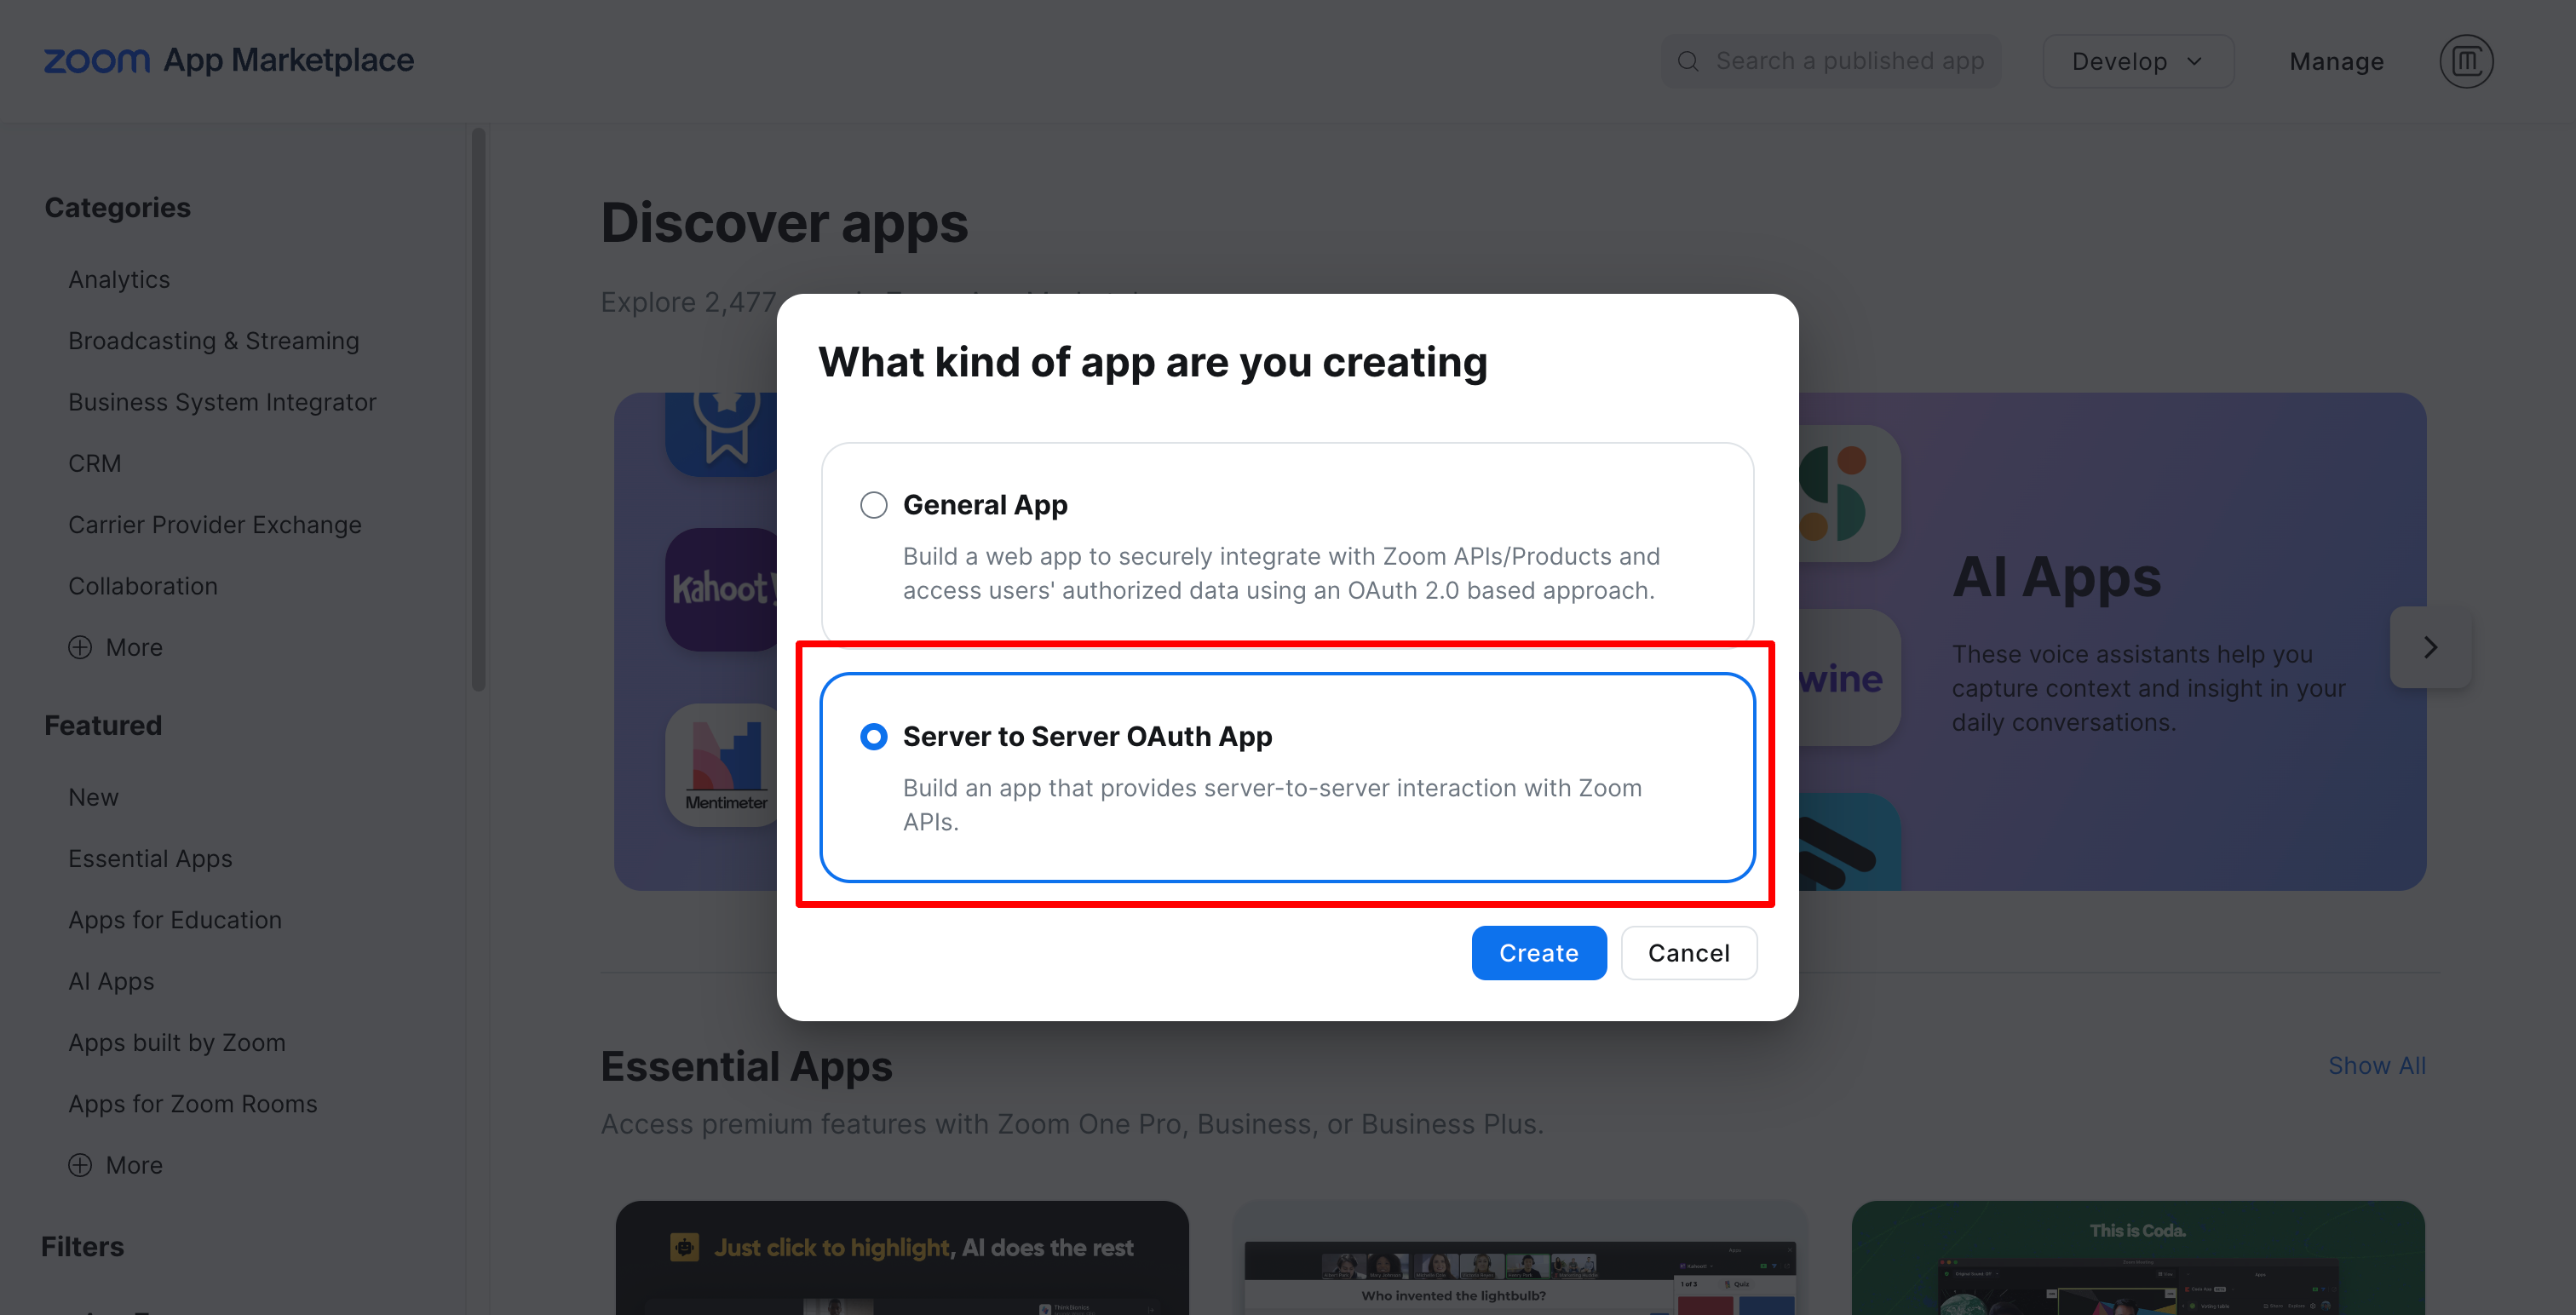 zoom App Marketplace
Search a published app
Develop
Manage
Categories
Analytics
Broadcasting & Streaming
Business System Integrator
CRM
Carrier Provider Exchange
Collaboration
More
Featured
New
Essential Apps
Apps for Education
AI Apps
Apps built by Zoom
Apps for Zoom Rooms
More
Filters
Discover apps
Explore 2,477
Kahoot!
Mentimeter
What kind of app are you creating
General App
Build a web app to securely integrate with Zoom APIs/Products and
access users' authorized data using an OAuth 2.0 based approach.
Server to Server OAuth App
Build an app that provides server-to-server interaction with Zoom
APIs.
Create
Cancel
wine
AI Apps
These voice assistants help you
capture context and insight in your
daily conversations.
Essential Apps
Show All
Access premium features with Zoom One Pro, Business, or Business Plus.
Just click to highlight, AI does the rest
1 of 3
Quiz
Who invented the lightbulb?
This is Coda.